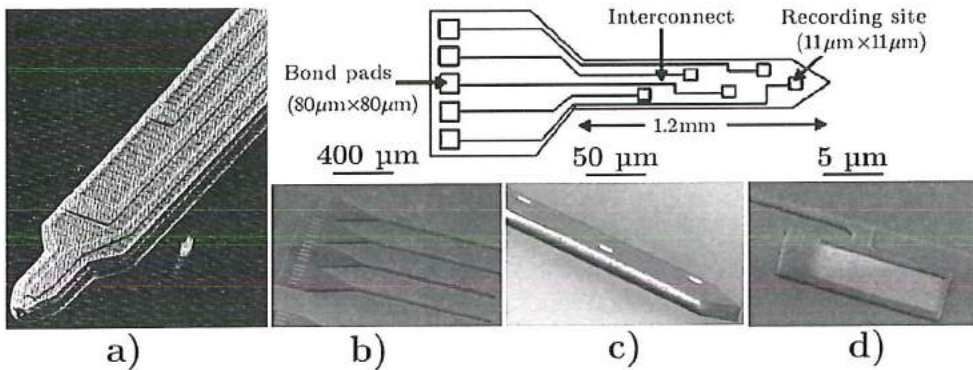 Interconnect
Recording site
(11μm×11μm)
Bond pads
(80μm×80μm)
1.2mm
400 μm
50 μm
5 μm
a)
b)
c)
d)